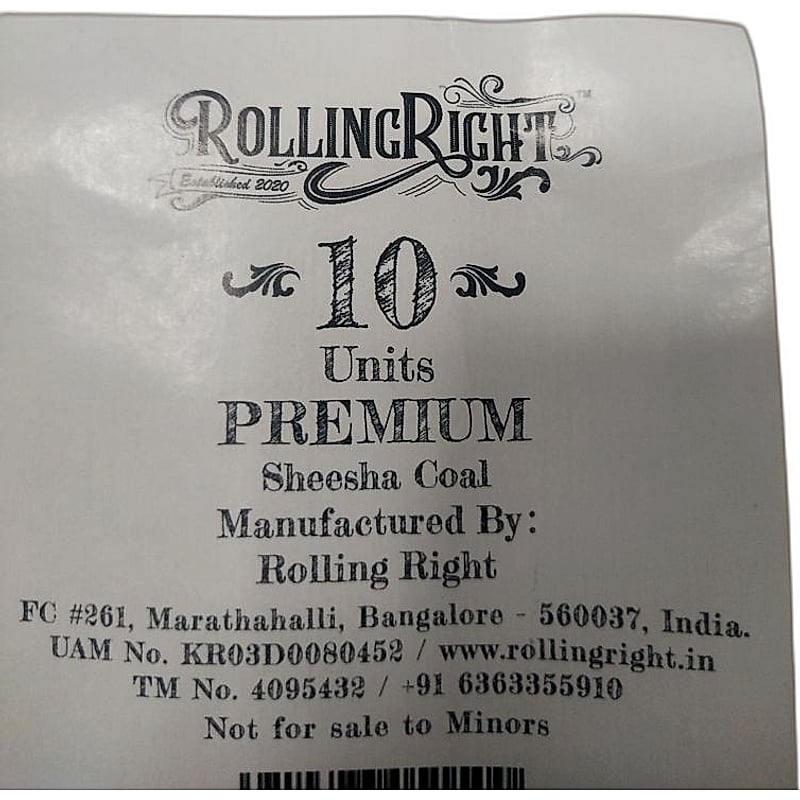 ROLLINGRIGHT™
Established 2020
10
Units
PREMIUM
Sheesha Coal
Manufactured By:
Rolling Right
FC #261, Marathahalli, Bangalore - 560037, India.
UAM No. KR03D0080452 / www.rollingright.in
TM No. 4095432 / +91 6363355910
Not for sale to Minors